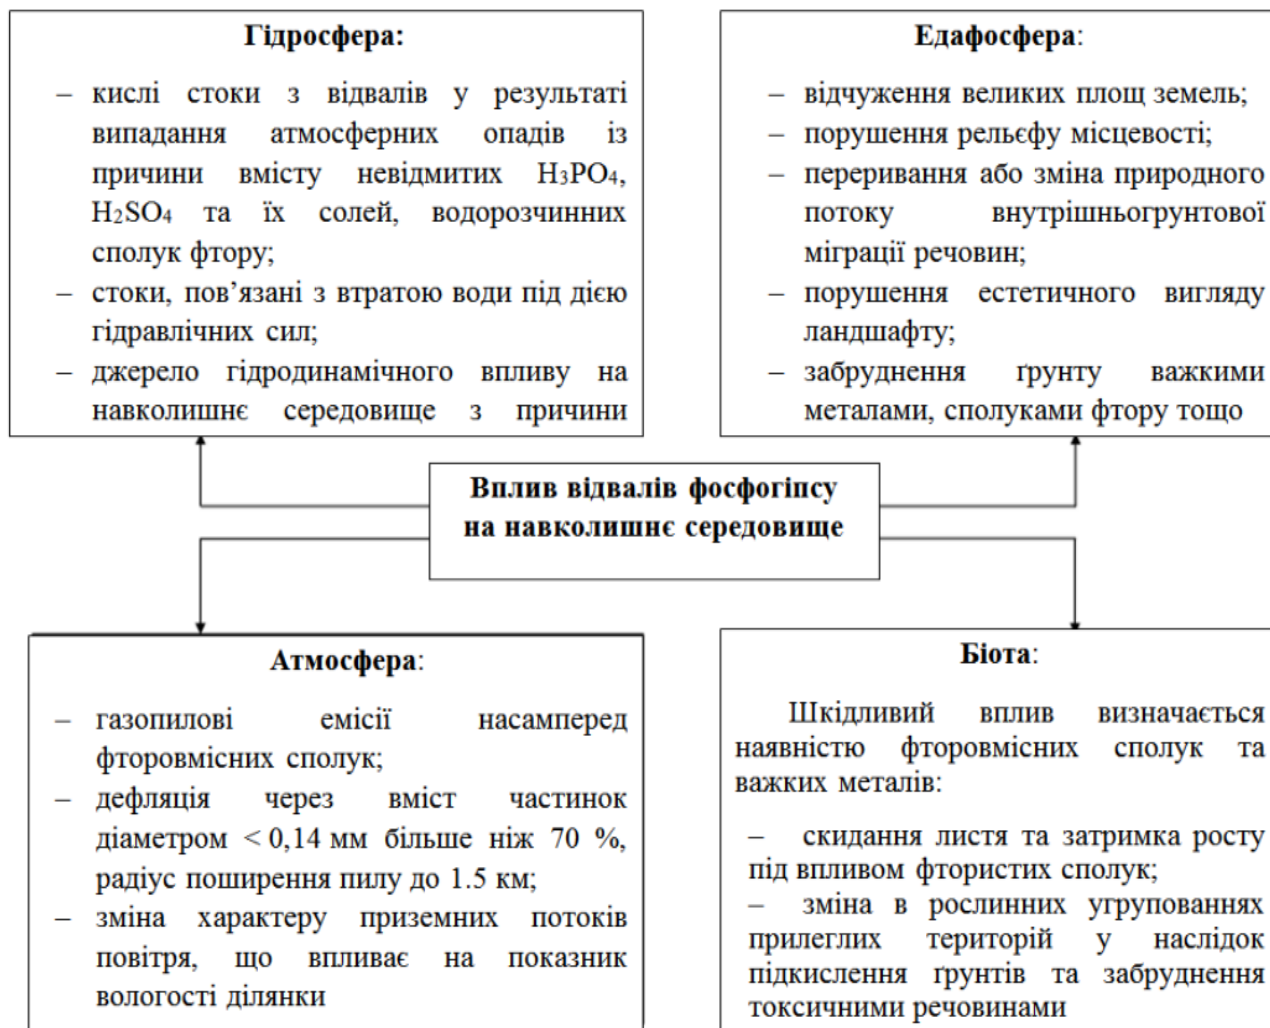 Гідросфера:
– кислі стоки з відвалів у результаті
випадання атмосферних опадів із
причини вмісту невідмитих H₃PO₄,
H₂SO₄ та їх солей, водорозчинних
сполук фтору;
– стоки, пов’язані з втратою води під дією
гідравлічних сил;
– джерело гідродинамічного впливу на
навколишнє середовище з причини
Едафосфера:
– відчуження великих площ земель;
– порушення рельєфу місцевості;
– переривання або зміна природного
потоку внутрішньогрунтової
міграції речовин;
– порушення естетичного вигляду
ландшафту;
– забруднення ґрунту важкими
металами, сполуками фтору тощо
Вплив відвалів фосфогіпсу
на навколишнє середовище
Атмосфера:
– газопилові емісії насамперед
фторовмісних сполук;
– дефляція через вміст частинок
діаметром < 0,14 мм більше ніж 70 %,
радіус поширення пилу до 1.5 км;
– зміна характеру приземних потоків
повітря, що впливає на показник
вологості ділянки
Біота:
Шкідливий вплив визначається
наявністю фторовмісних сполук та
важких металів:
– скидання листя та затримка росту
під впливом фтористих сполук;
– зміна в рослинних угрупованнях
прилеглих територій у наслідок
підкислення ґрунтів та забруднення
токсичними речовинами